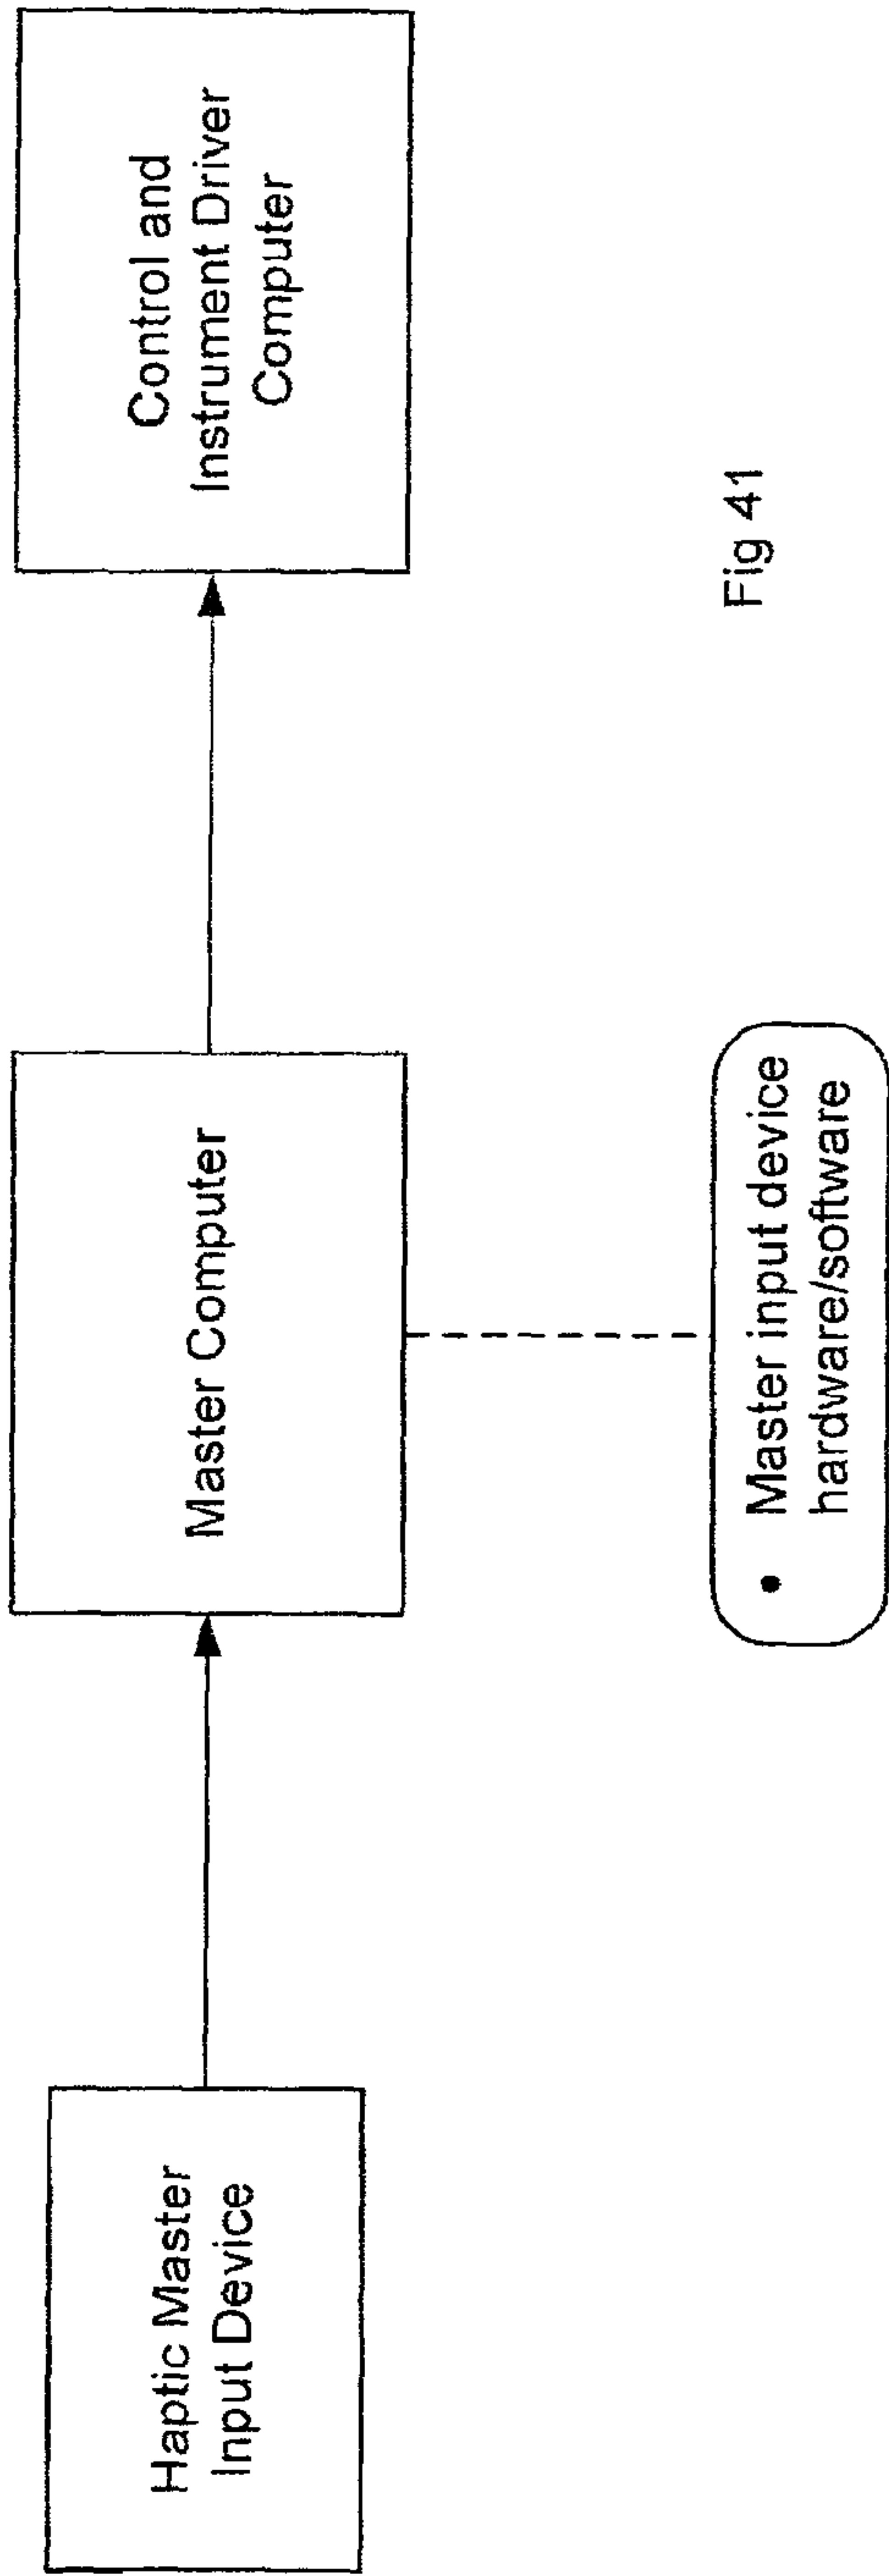 Haptic Master
Input Device
Master Computer
Control and
Instrument Driver
Computer
• Master input device
hardware/software
Fig 41